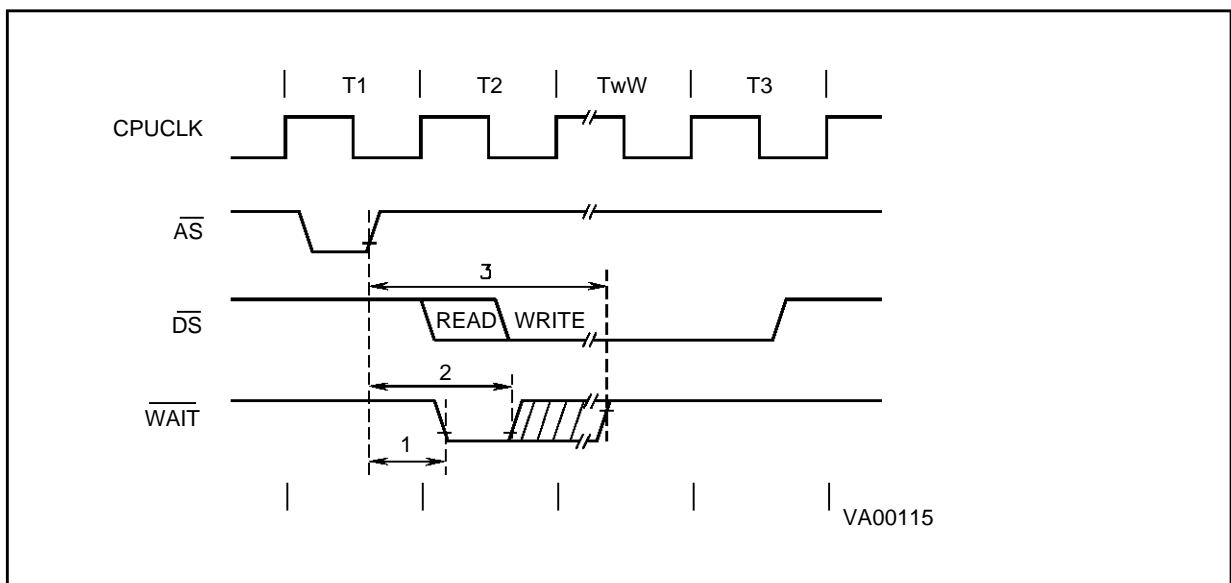 T1 T2 TwW T3
CPUCLK
AS
3
DS READ WRITE
2
WAIT
1
VA00115